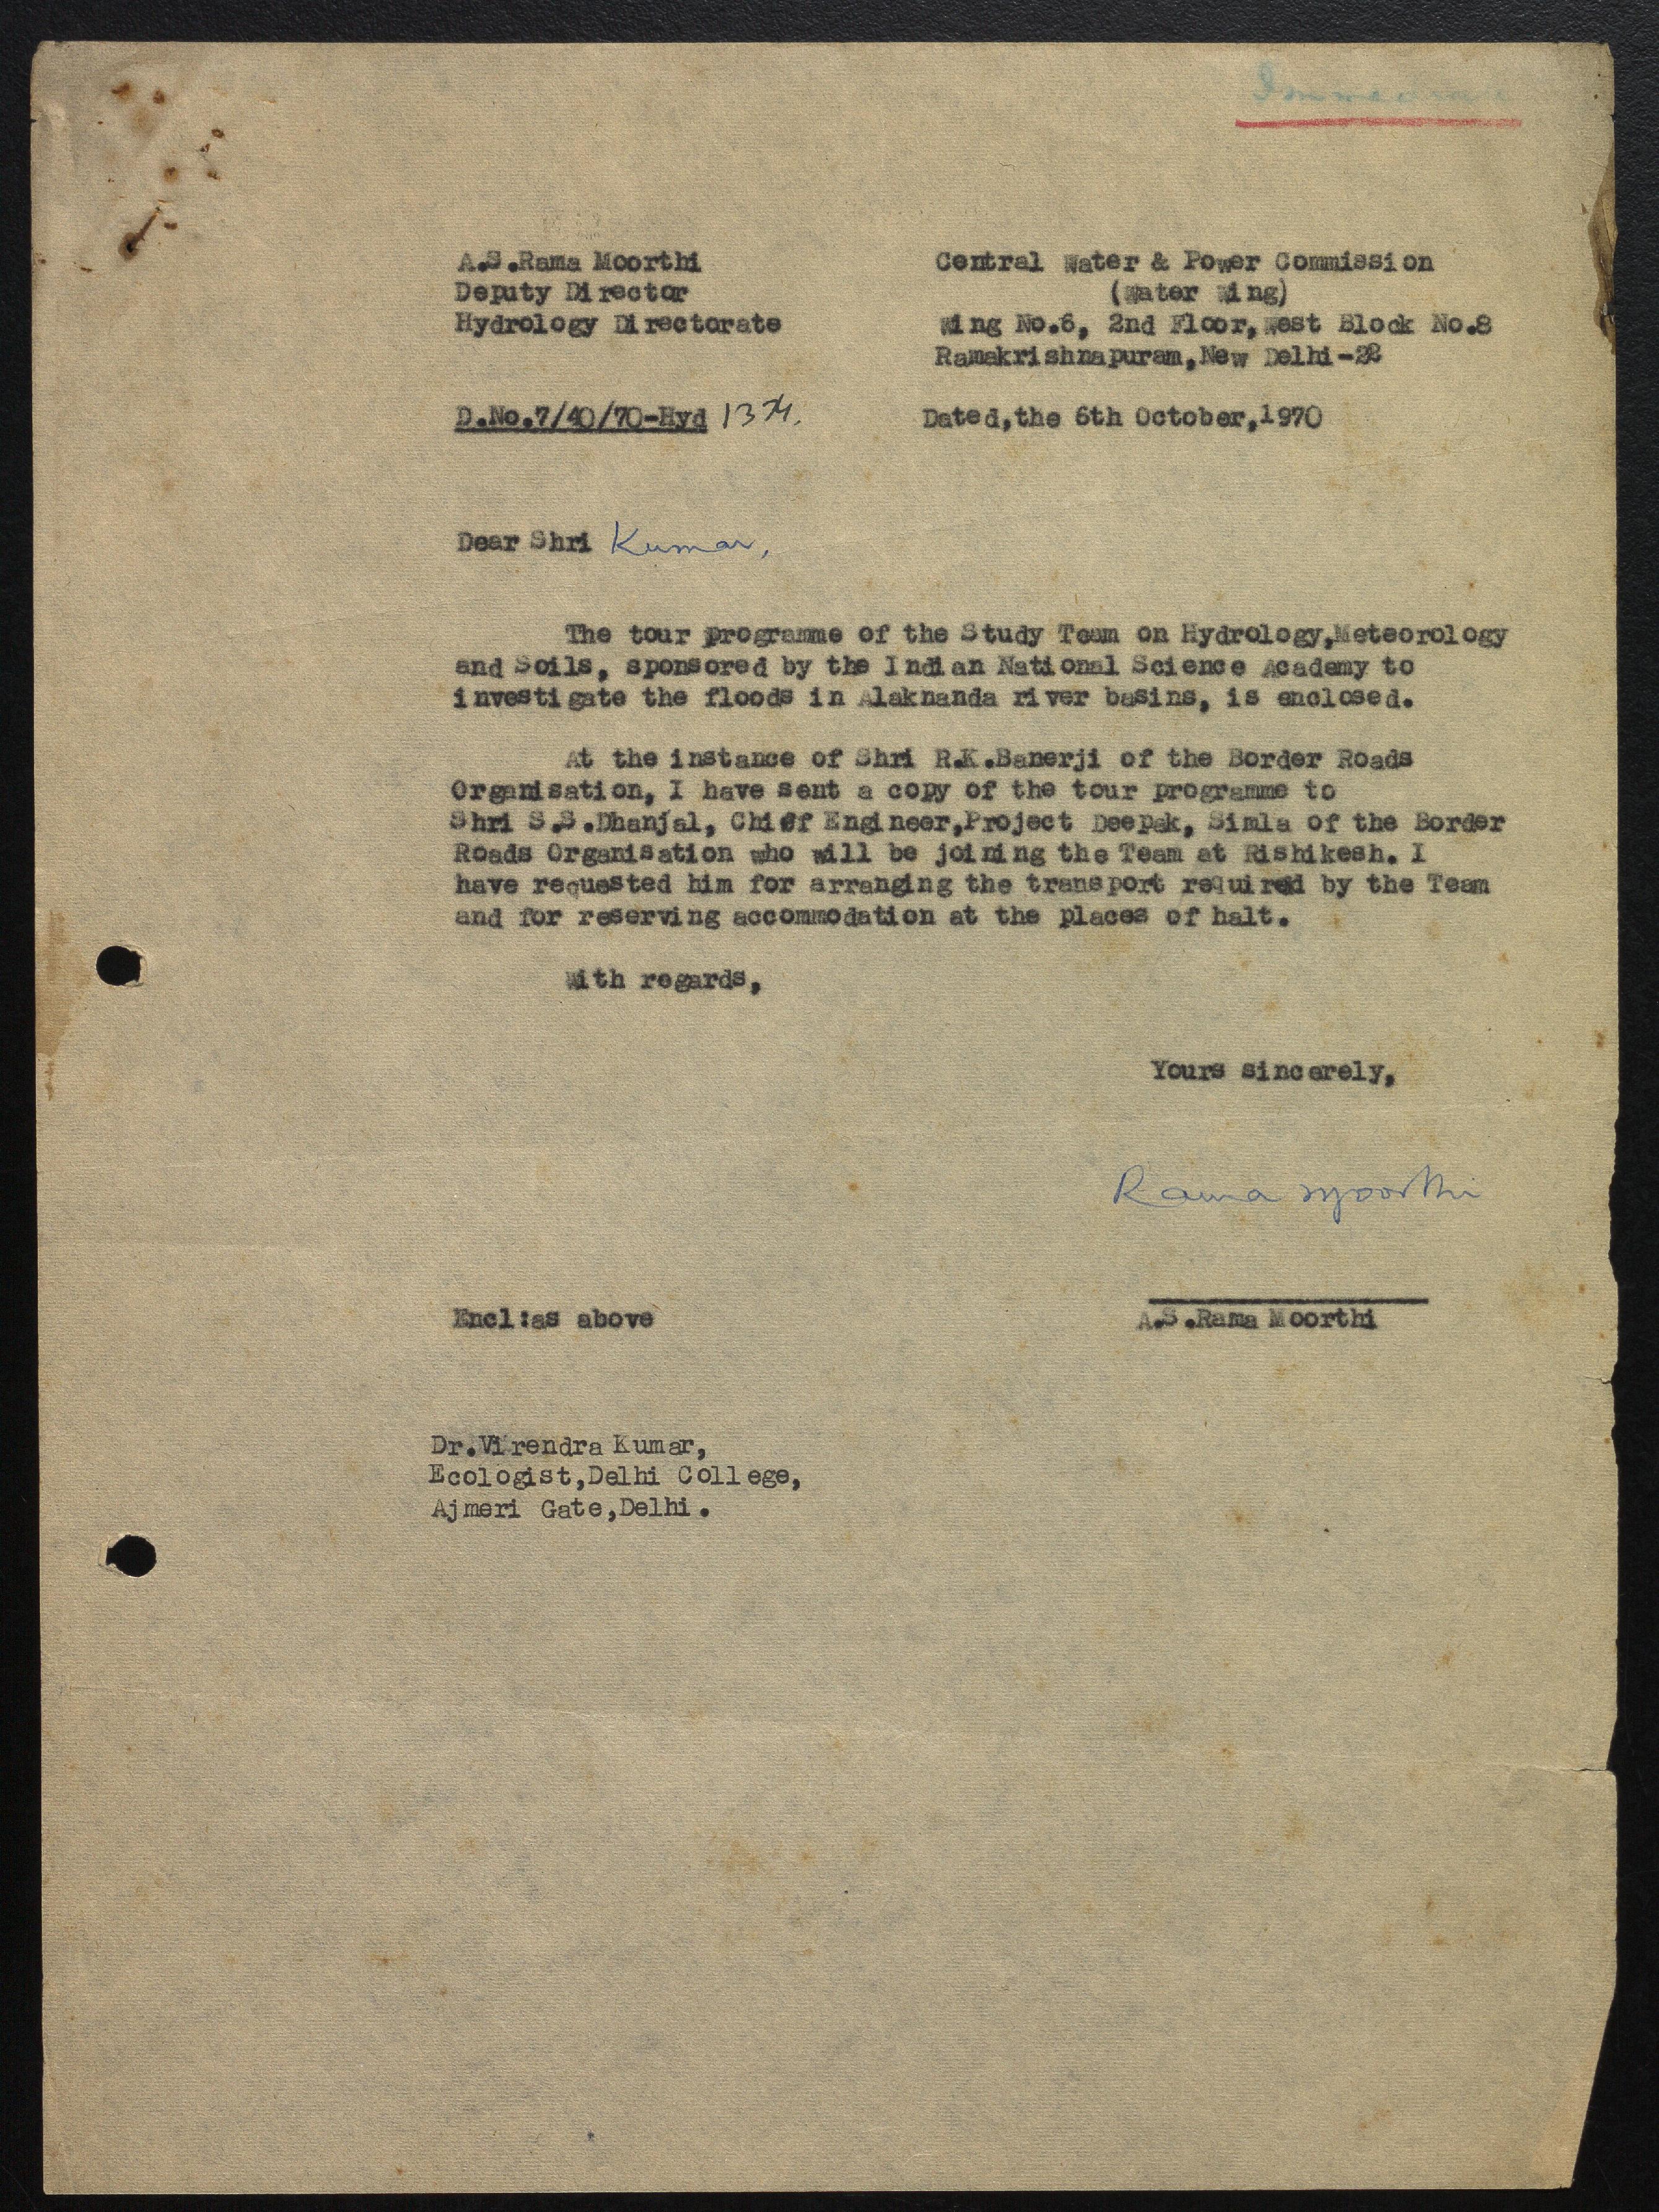 Immediate
A.S.Rama Moorthi
Deputy Director
Hydrology Directorate
Central Water & Power Commission
(Water Wing)
Wing No.6, 2nd Floor, West Block No.8
Ramakrishnapuram, New Delhi-22
D.No.7/40/70-Hyd
Dated, the 6th October, 1970
Dear Shri Kumar,
The tour programme of the Study Team on Hydrology, Meteorology
and Soils, sponsored by the Indian National Science Academy to
investigate the floods in Alaknanda river basins, is enclosed.
At the instance of Shri R.K.Banerji of the Border Roads
Organisation, I have sent a copy of the tour programme to
Shri S.S.Dhanjal, Chief Engineer, Project Deepak, Simla of the Border
Roads Organisation who will be joining the Team at Rishikesh. I
have requested him for arranging the transport required by the Team
and for reserving accommodation at the places of halt.
With regards,
Yours sincerely,
Rama Moorthi
Encl:as above
A.S.Rama Moorthi
Dr.Virendra Kumar,
Ecologist, Delhi College,
Ajmeri Gate, Delhi.